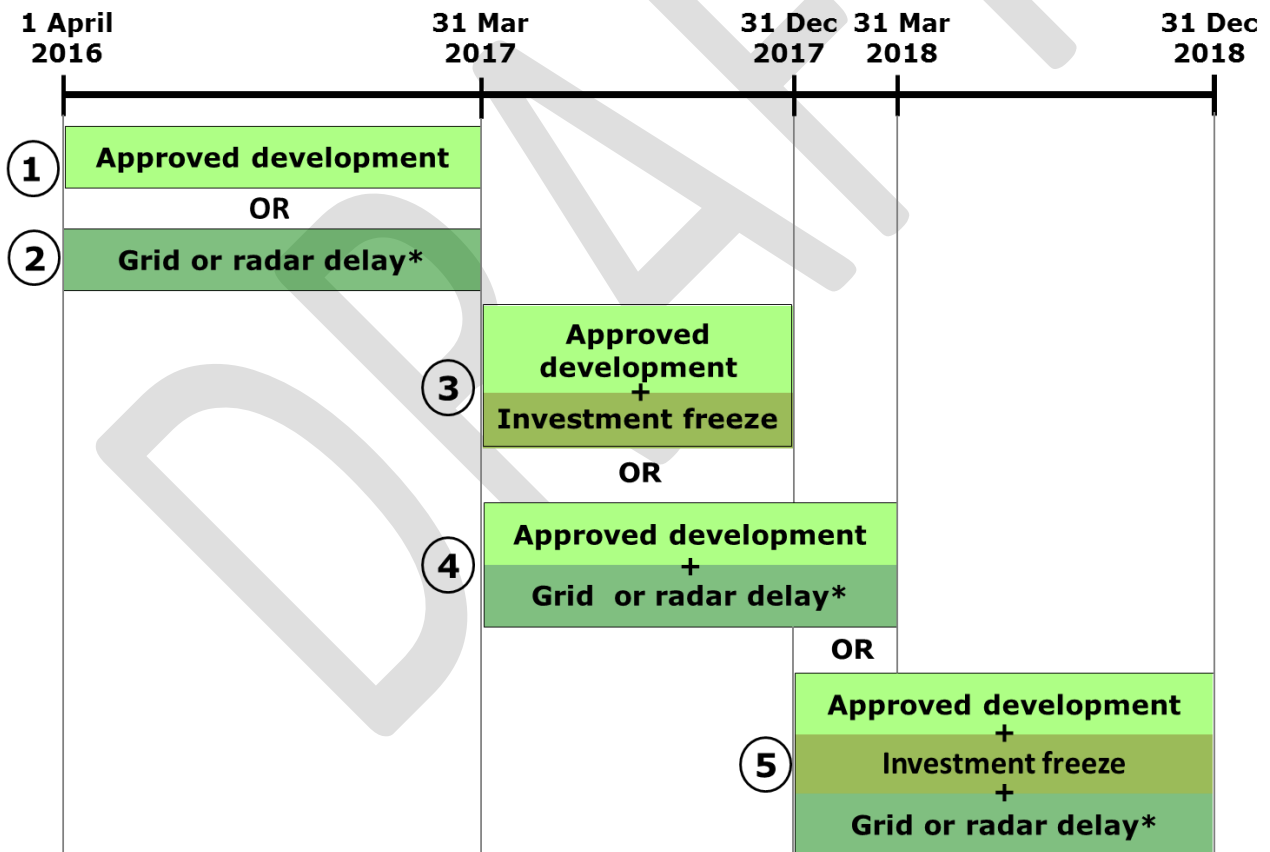 1 April 31 Mar 31 Dec 31 Mar 31 Dec
2016 2017 2017 2018 2018
1 Approved development
OR
2 Grid or radar delay*
Approved
development
+
3
Investment freeze
OR
Approved development
4 +
Grid or radar delay*
OR
Approved development
+
5 Investment freeze
+
Grid or radar delay*
DRAFT